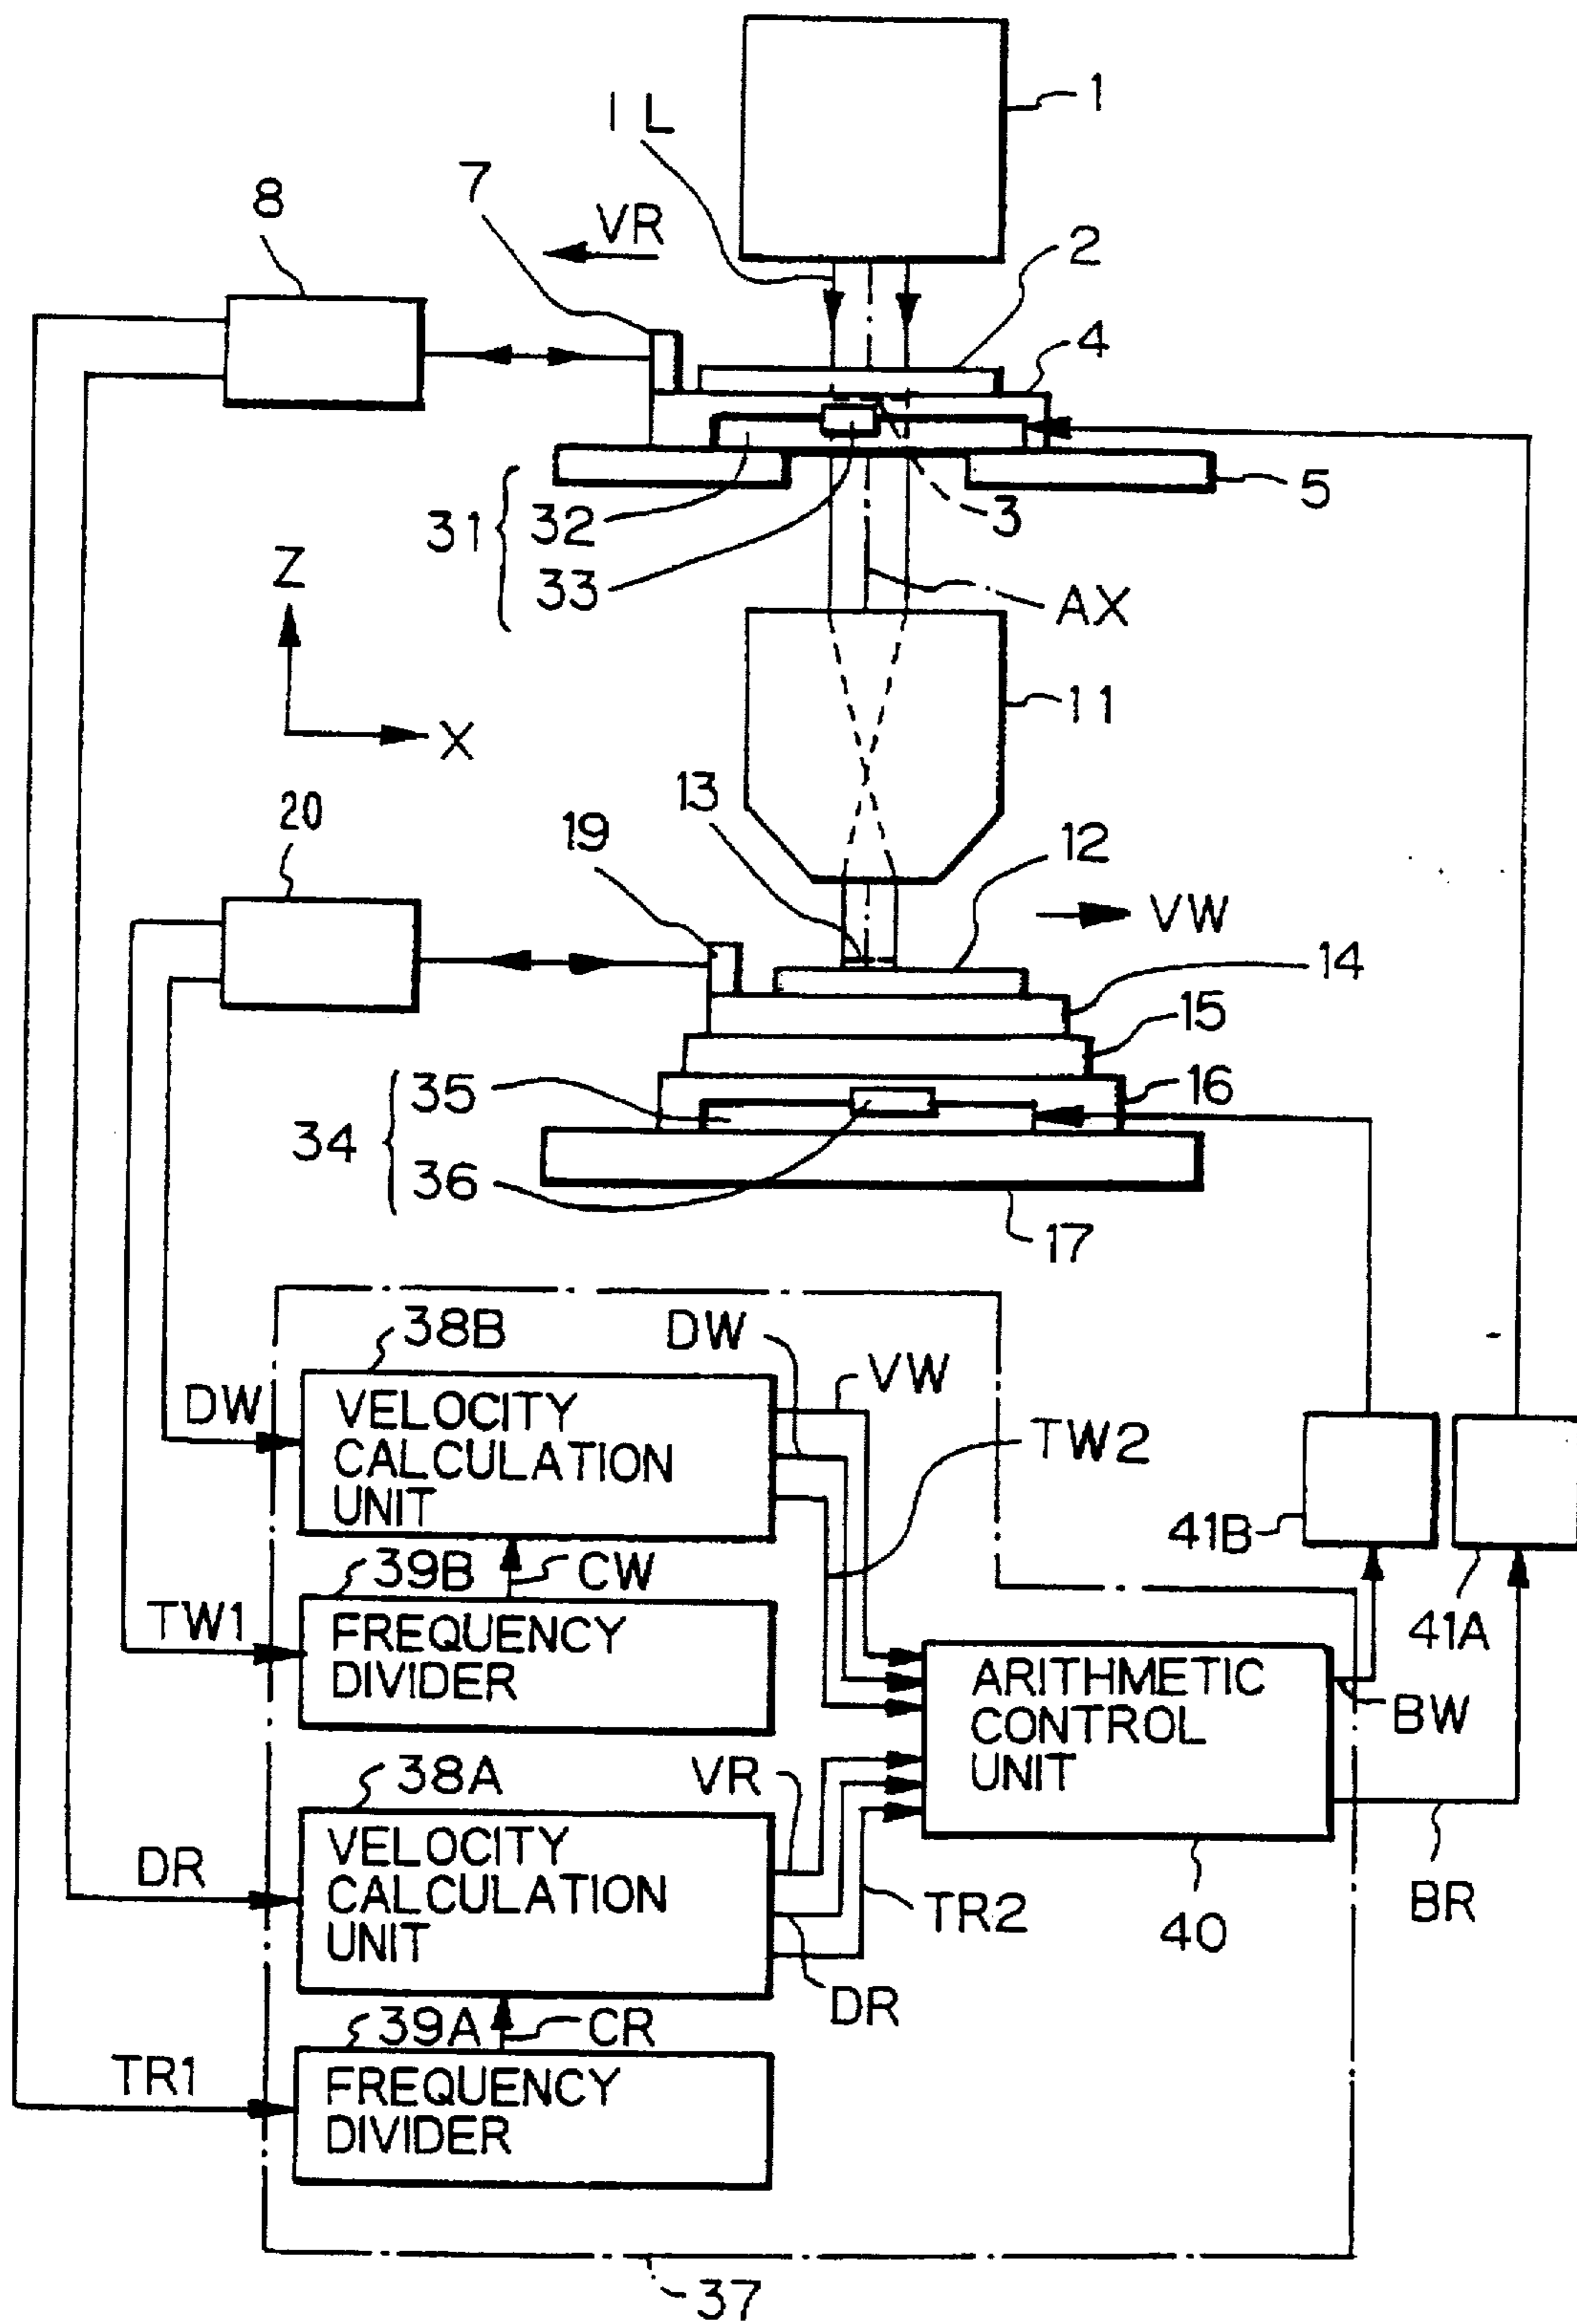 1
IL
7
8
VR
2
4
5
31
32
33
3
Z
AX
X
11
13
20
19
12
VW
14
15
35
16
34
36
17
38B
DW
VW
DW
VELOCITY
CALCULATION
UNIT
TW2
41B
39B
CW
41A
TW1
FREQUENCY
DIVIDER
ARITHMETIC
CONTROL
UNIT
BW
38A
VR
DR
VELOCITY
CALCULATION
UNIT
TR2
40
BR
DR
39A
CR
TR1
FREQUENCY
DIVIDER
37